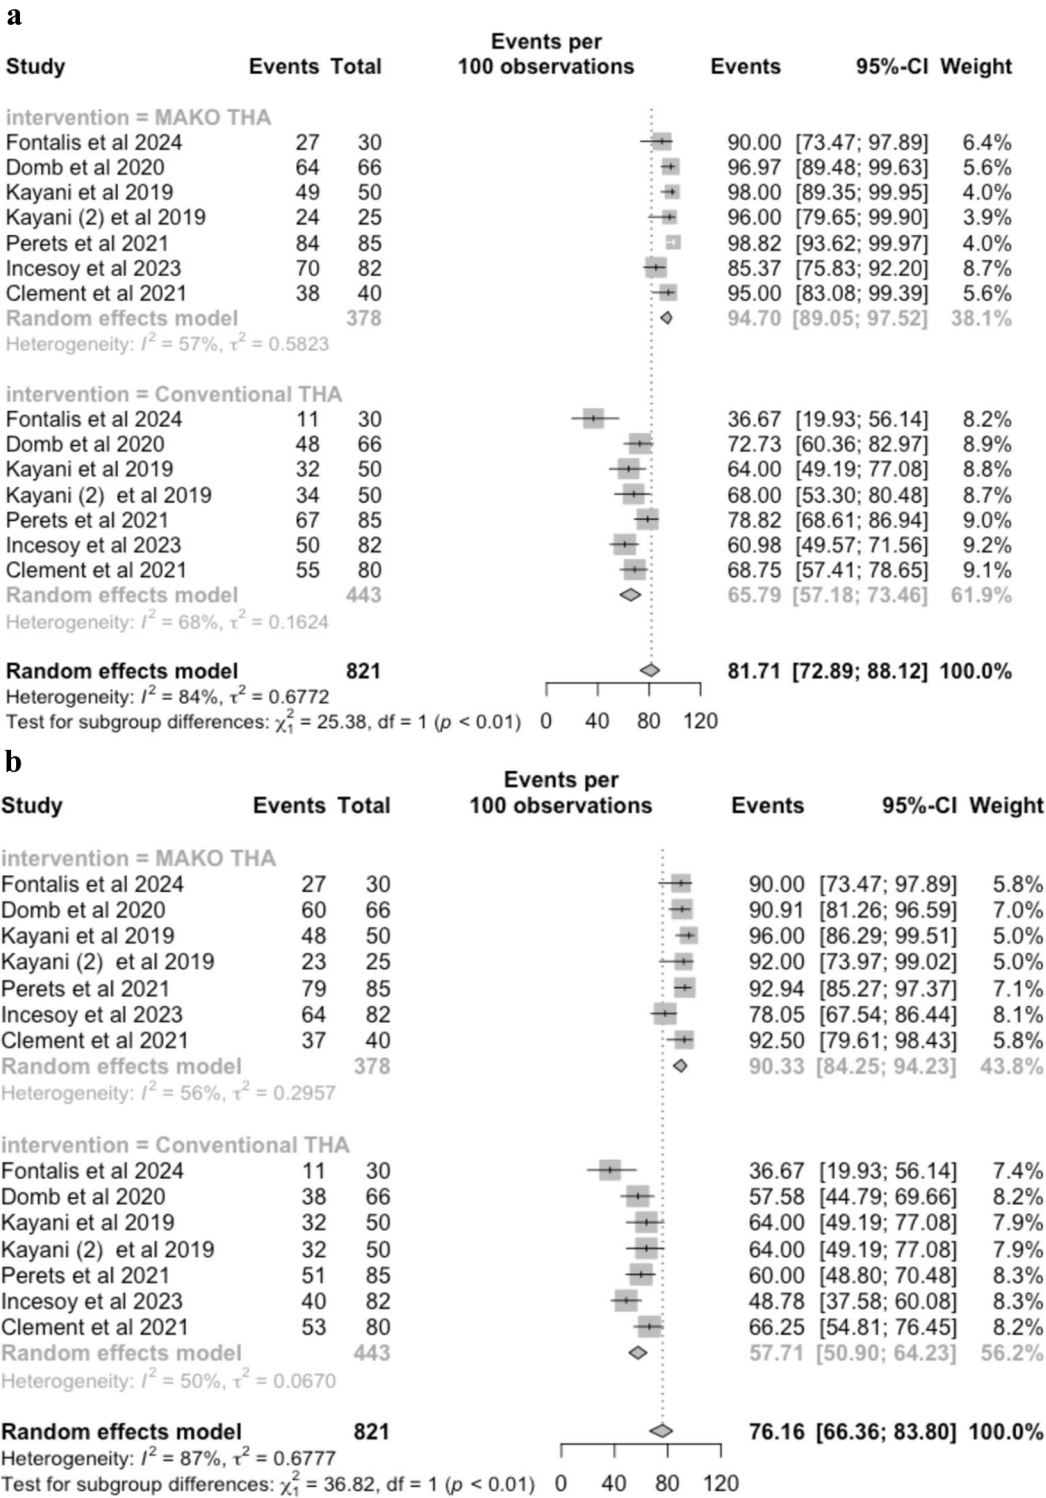 a
Events per
Study Events Total 100 observations Events 95%-CI Weight
intervention = MAKO THA
Fontalis et al 2024 27 30 90.00 [73.47; 97.89] 6.4%
Domb et al 2020 64 66 96.97 [89.48; 99.63] 5.6%
Kayani et al 2019 49 50 98.00 [89.35; 99.95] 4.0%
Kayani (2) et al 2019 24 25 96.00 [79.65; 99.90] 3.9%
Perets et al 2021 84 85 98.82 [93.62; 99.97] 4.0%
Incesoy et al 2023 70 82 85.37 [75.83; 92.20] 8.7%
Clement et al 2021 38 40 95.00 [83.08; 99.39] 5.6%
Random effects model 378 94.70 [89.05; 97.52] 38.1%
Heterogeneity: I² = 57%, τ² = 0.5823
intervention = Conventional THA
Fontalis et al 2024 11 30 36.67 [19.93; 56.14] 8.2%
Domb et al 2020 48 66 72.73 [60.36; 82.97] 8.9%
Kayani et al 2019 32 50 64.00 [49.19; 77.08] 8.8%
Kayani (2) et al 2019 34 50 68.00 [53.30; 80.48] 8.7%
Perets et al 2021 67 85 78.82 [68.61; 86.94] 9.0%
Incesoy et al 2023 50 82 60.98 [49.57; 71.56] 9.2%
Clement et al 2021 55 80 68.75 [57.41; 78.65] 9.1%
Random effects model 443 65.79 [57.18; 73.46] 61.9%
Heterogeneity: I² = 68%, τ² = 0.1624
Random effects model 821 81.71 [72.89; 88.12] 100.0%
Heterogeneity: I² = 84%, τ² = 0.6772
Test for subgroup differences: χ²₁ = 25.38, df = 1 (p < 0.01) 0 40 80 120
b
Events per
Study Events Total 100 observations Events 95%-CI Weight
intervention = MAKO THA
Fontalis et al 2024 27 30 90.00 [73.47; 97.89] 5.8%
Domb et al 2020 60 66 90.91 [81.26; 96.59] 7.0%
Kayani et al 2019 48 50 96.00 [86.29; 99.51] 5.0%
Kayani (2) et al 2019 23 25 92.00 [73.97; 99.02] 5.0%
Perets et al 2021 79 85 92.94 [85.27; 97.37] 7.1%
Incesoy et al 2023 64 82 78.05 [67.54; 86.44] 8.1%
Clement et al 2021 37 40 92.50 [79.61; 98.43] 5.8%
Random effects model 378 90.33 [84.25; 94.23] 43.8%
Heterogeneity: I² = 56%, τ² = 0.2957
intervention = Conventional THA
Fontalis et al 2024 11 30 36.67 [19.93; 56.14] 7.4%
Domb et al 2020 38 66 57.58 [44.79; 69.66] 8.2%
Kayani et al 2019 32 50 64.00 [49.19; 77.08] 7.9%
Kayani (2) et al 2019 32 50 64.00 [49.19; 77.08] 7.9%
Perets et al 2021 51 85 60.00 [48.80; 70.48] 8.3%
Incesoy et al 2023 40 82 48.78 [37.58; 60.08] 8.3%
Clement et al 2021 53 80 66.25 [54.81; 76.45] 8.2%
Random effects model 443 57.71 [50.90; 64.23] 56.2%
Heterogeneity: I² = 50%, τ² = 0.0670
Random effects model 821 76.16 [66.36; 83.80] 100.0%
Heterogeneity: I² = 87%, τ² = 0.6777
Test for subgroup differences: χ²₁ = 36.82, df = 1 (p < 0.01) 0 40 80 120